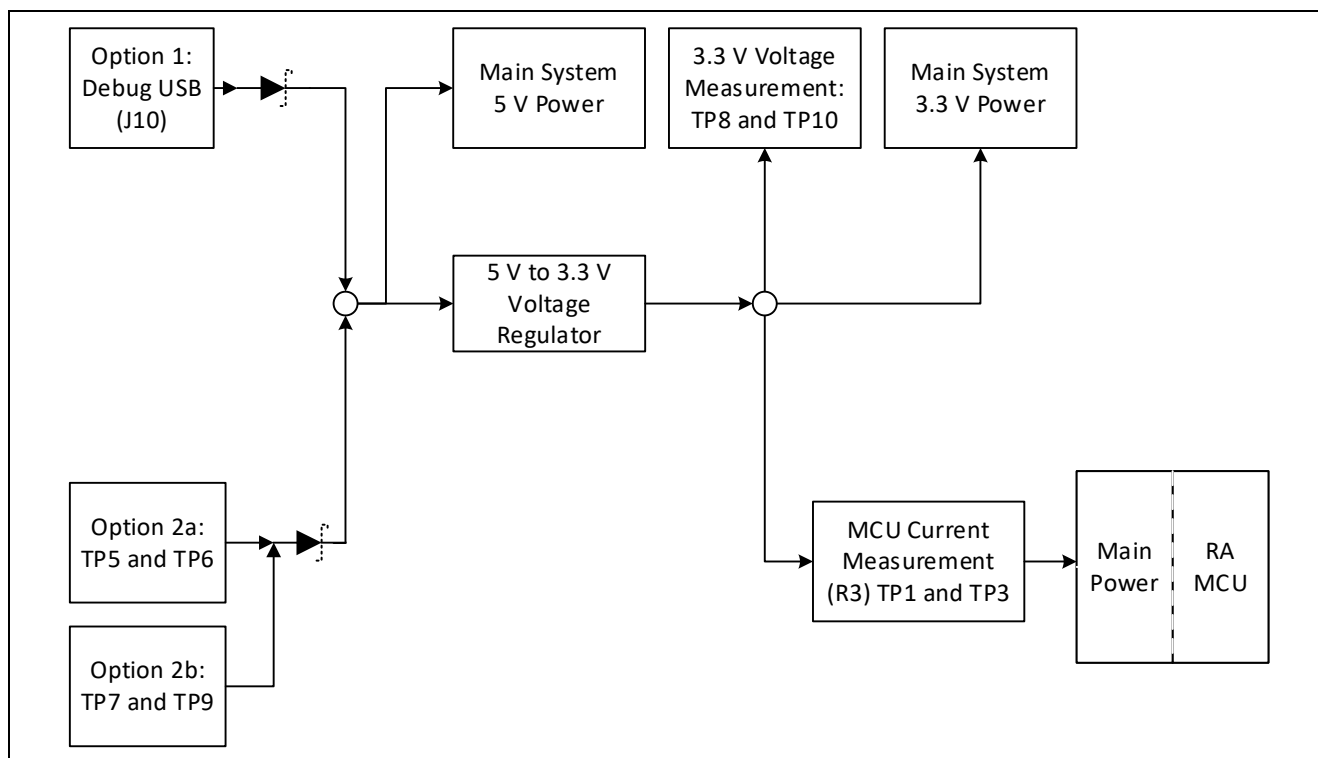 Option 1:
Debug USB
(J10)
Main System
5 V Power
3.3 V Voltage
Measurement:
TP8 and TP10
Main System
3.3 V Power
5 V to 3.3 V
Voltage
Regulator
Option 2a:
TP5 and TP6
Option 2b:
TP7 and TP9
MCU Current
Measurement
(R3) TP1 and TP3
Main
Power
RA
MCU